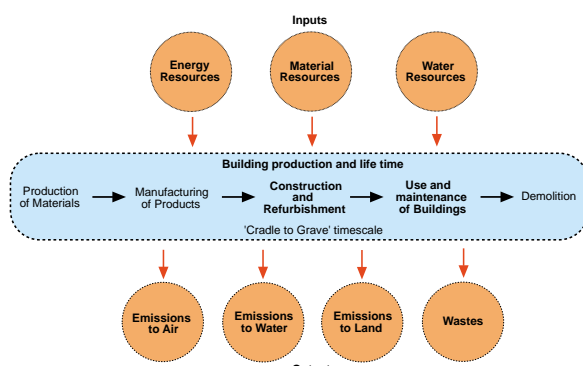 Inputs
Energy
Resources
Material
Resources
Water
Resources
Building production and life time
Production
of Materials
Manufacturing
of Products
Construction
and
Refurbishment
Use and
maintenance
of Buildings
Demolition
'Cradle to Grave' timescale
Emissions
to Air
Emissions
to Water
Emissions
to Land
Wastes